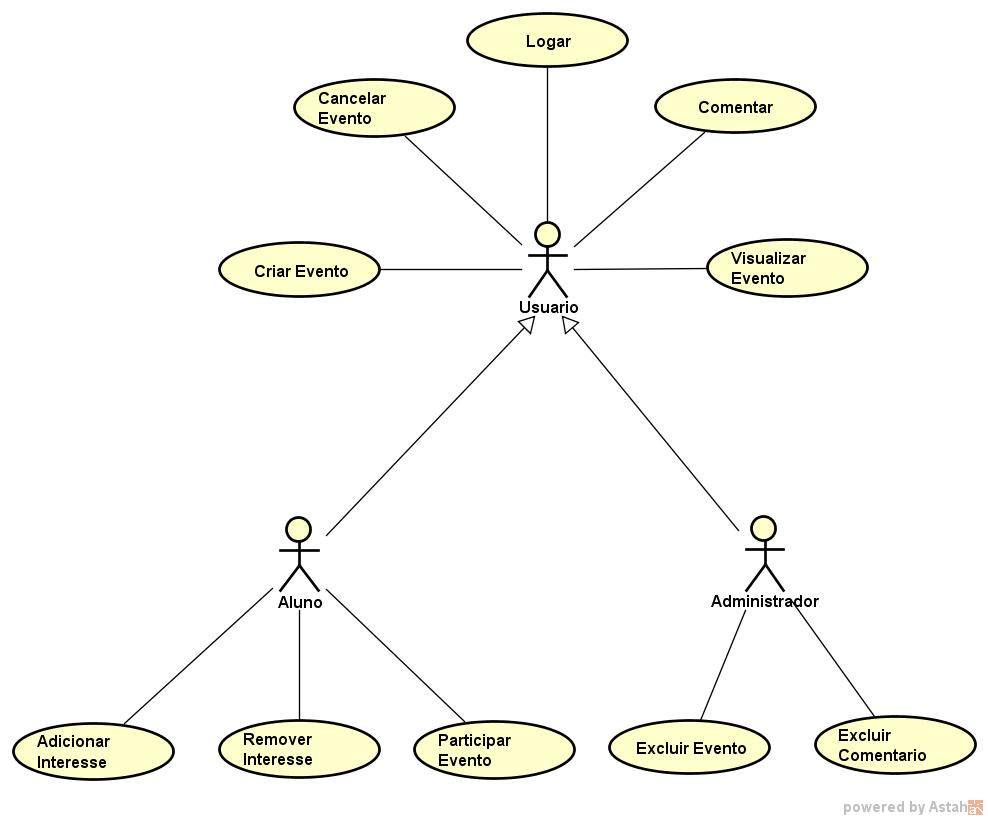 Logar
Cancelar
Evento
Comentar
Criar Evento
Visualizar
Evento
Usuario
Aluno
Administrador
Adicionar
Interesse
Remover
Interesse
Participar
Evento
Excluir Evento
Excluir
Comentario
powered by Astah